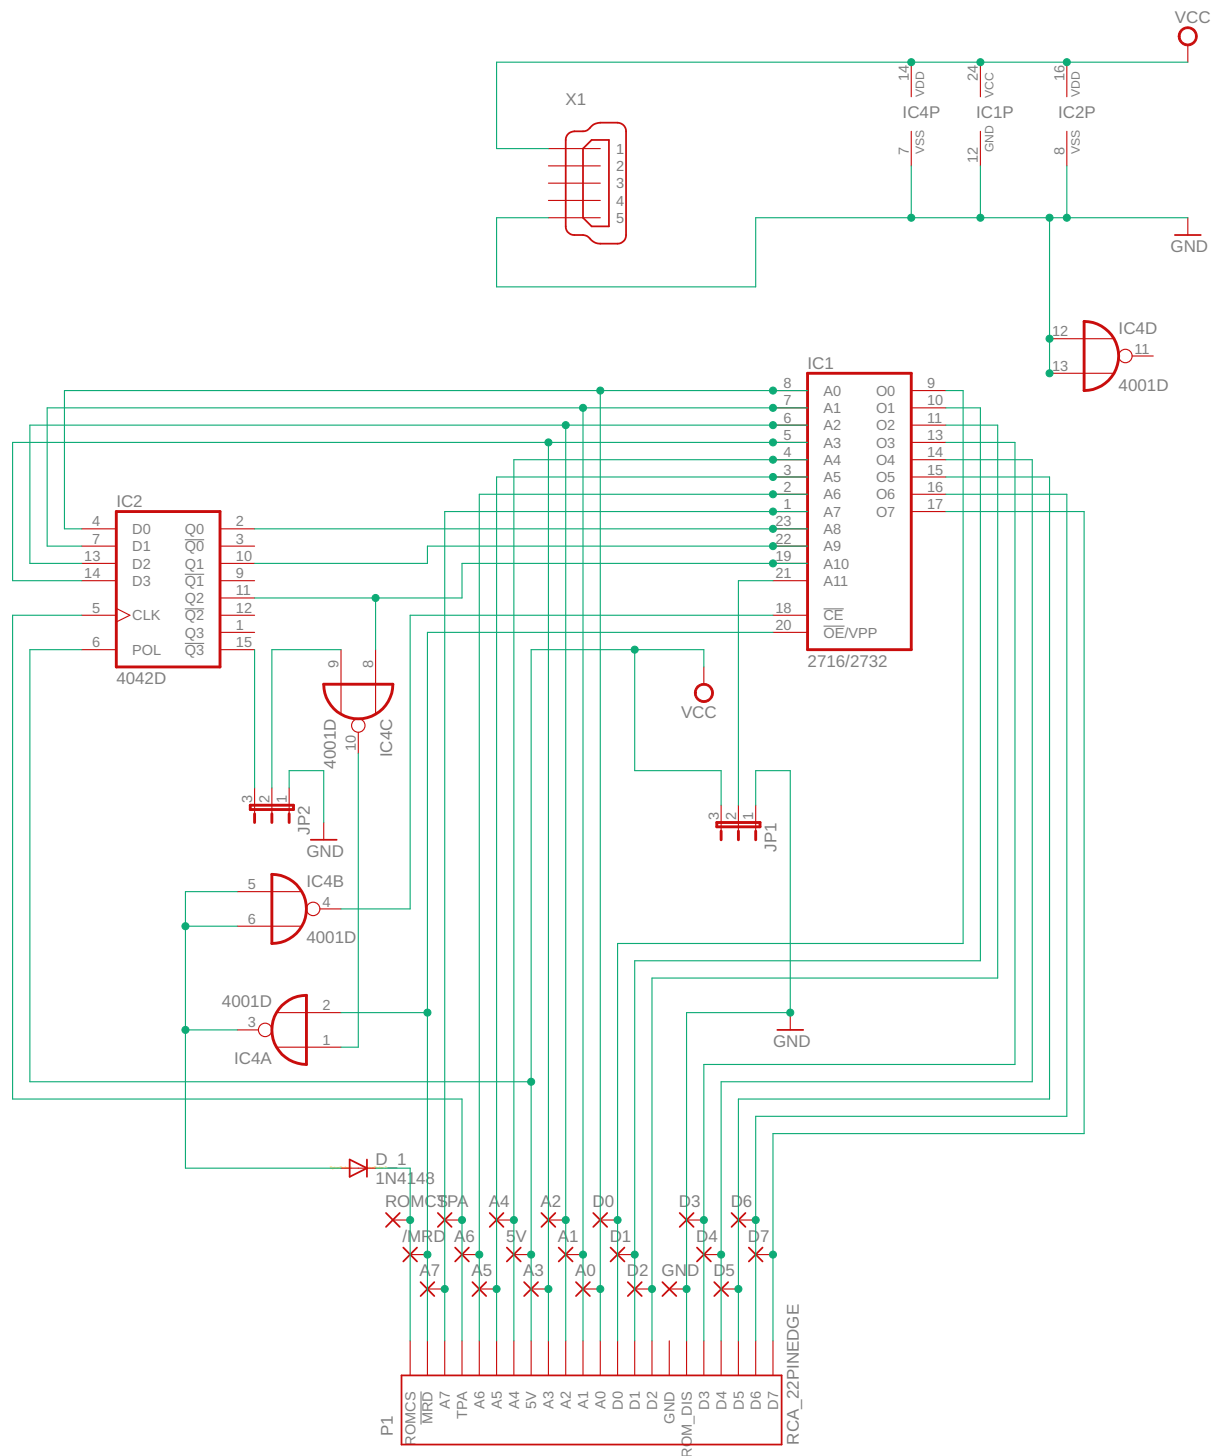 VCC
X1
14
VDD
24
VCC
16
VDD
IC4P
IC1P
IC2P
7
VSS
12
GND
8
VSS
1
2
3
4
5
GND
12
13
IC4D
11
4001D
IC1
8 A0 O0 9
7 A1 O1 10
6 A2 O2 11
5 A3 O3 13
4 A4 O4 14
3 A5 O5 15
2 A6 O6 16
1 A7 O7 17
23 A8
22 A9
19 A10
21 A11
18 CE
20 OE/VPP
2716/2732
IC2
4 D0 Q0 2
7 D1 Q0 3
13 D2 Q1 10
14 D3 Q1 9
Q2 11
5 CLK Q2 12
Q3 1
6 POL Q3 15
4042D
9
8
4001D
10
IC4C
VCC
3
2
1
JP2
GND
3
2
1
JP1
5
6
IC4B
4
4001D
4001D
2
3
1
IC4A
GND
D_1
1N4148
ROMCS TPA A4 A2 D0 D3 D6
/MRD A6 5V A1 D1 D4 D7
A7 A5 A3 A0 D2 GND D5
P1
ROMCS
MRD
A7
TPA
A6
A5
A4
5V
A3
A2
A1
A0
D0
D1
D2
GND
ROM_DIS
D3
D4
D5
D6
D7
RCA_22PINEDGE